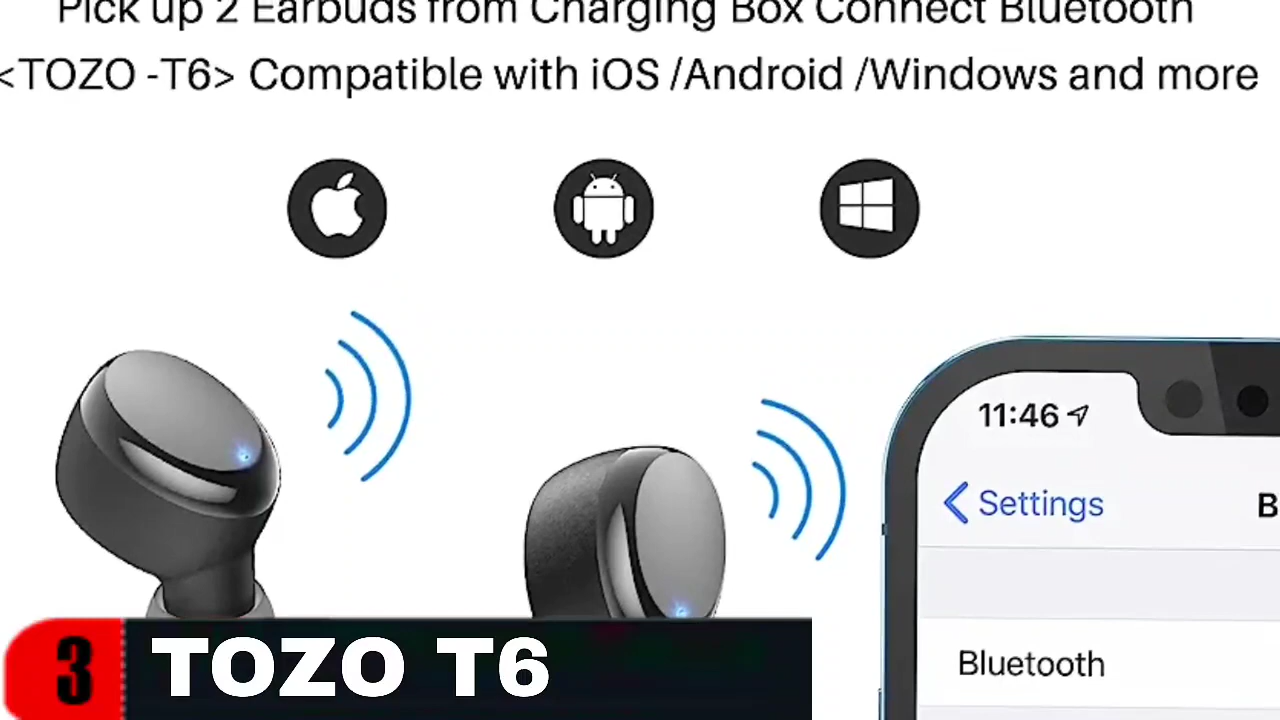 Pick up 2 Earbuds from Charging Box Connect Bluetooth
<TOZO -T6> Compatible with iOS /Android /Windows and more
11:46
Settings
B
Bluetooth
3 TOZO T6